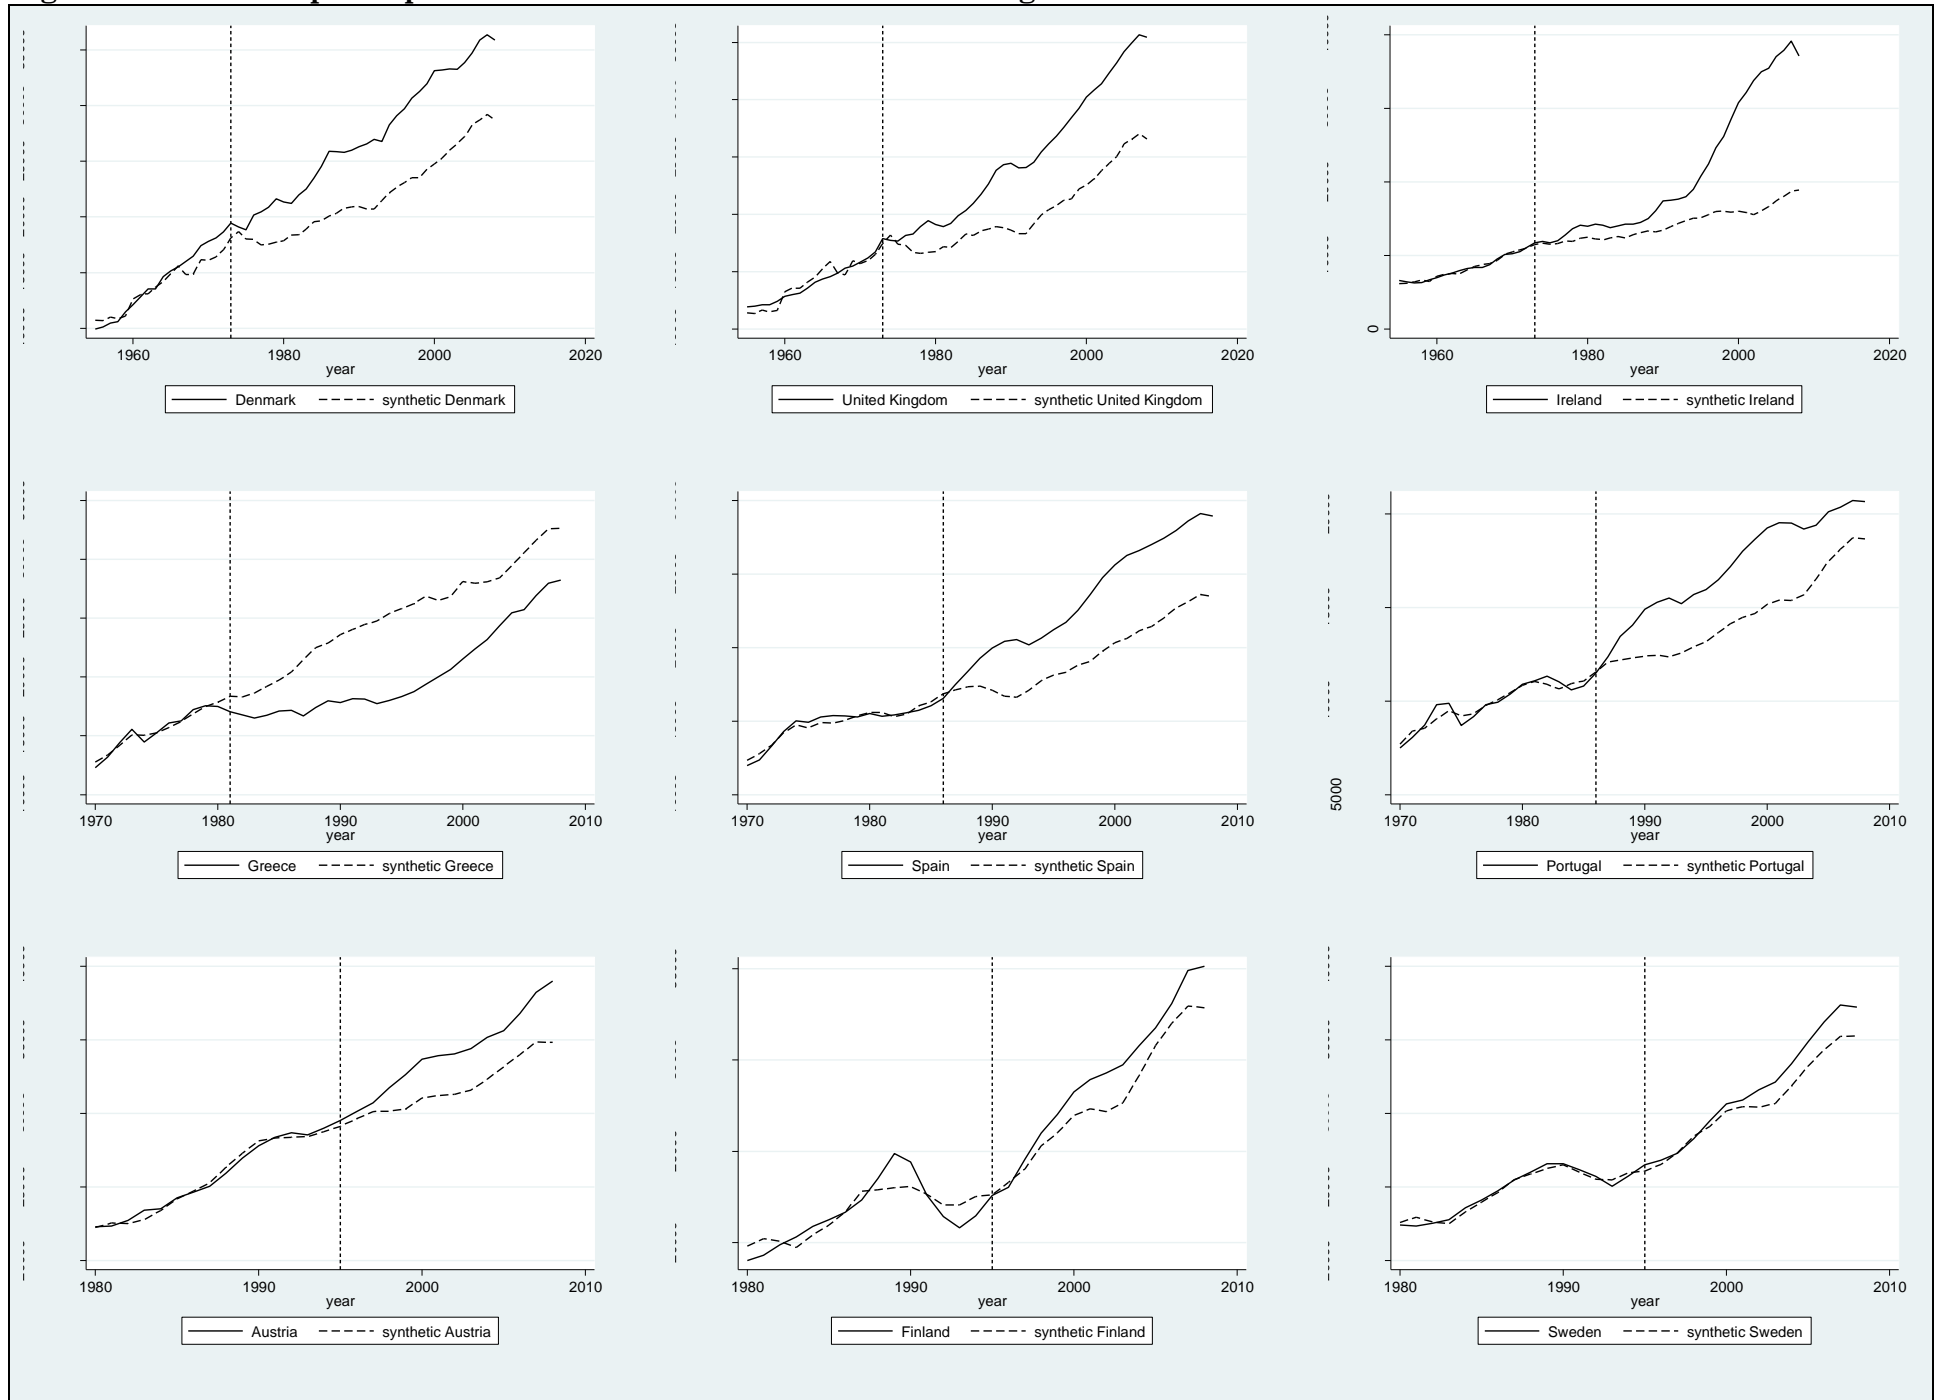 1960 1980 2000 2020
year
Denmark synthetic Denmark
1960 1980 2000 2020
year
United Kingdom synthetic United Kingdom
0
1960 1980 2000 2020
year
Ireland synthetic Ireland
1970 1980 1990 2000 2010
year
Greece synthetic Greece
1970 1980 1990 2000 2010
year
Spain synthetic Spain
5000
1970 1980 1990 2000 2010
year
Portugal synthetic Portugal
1980 1990 2000 2010
year
Austria synthetic Austria
1980 1990 2000 2010
year
Finland synthetic Finland
1980 1990 2000 2010
year
Sweden synthetic Sweden